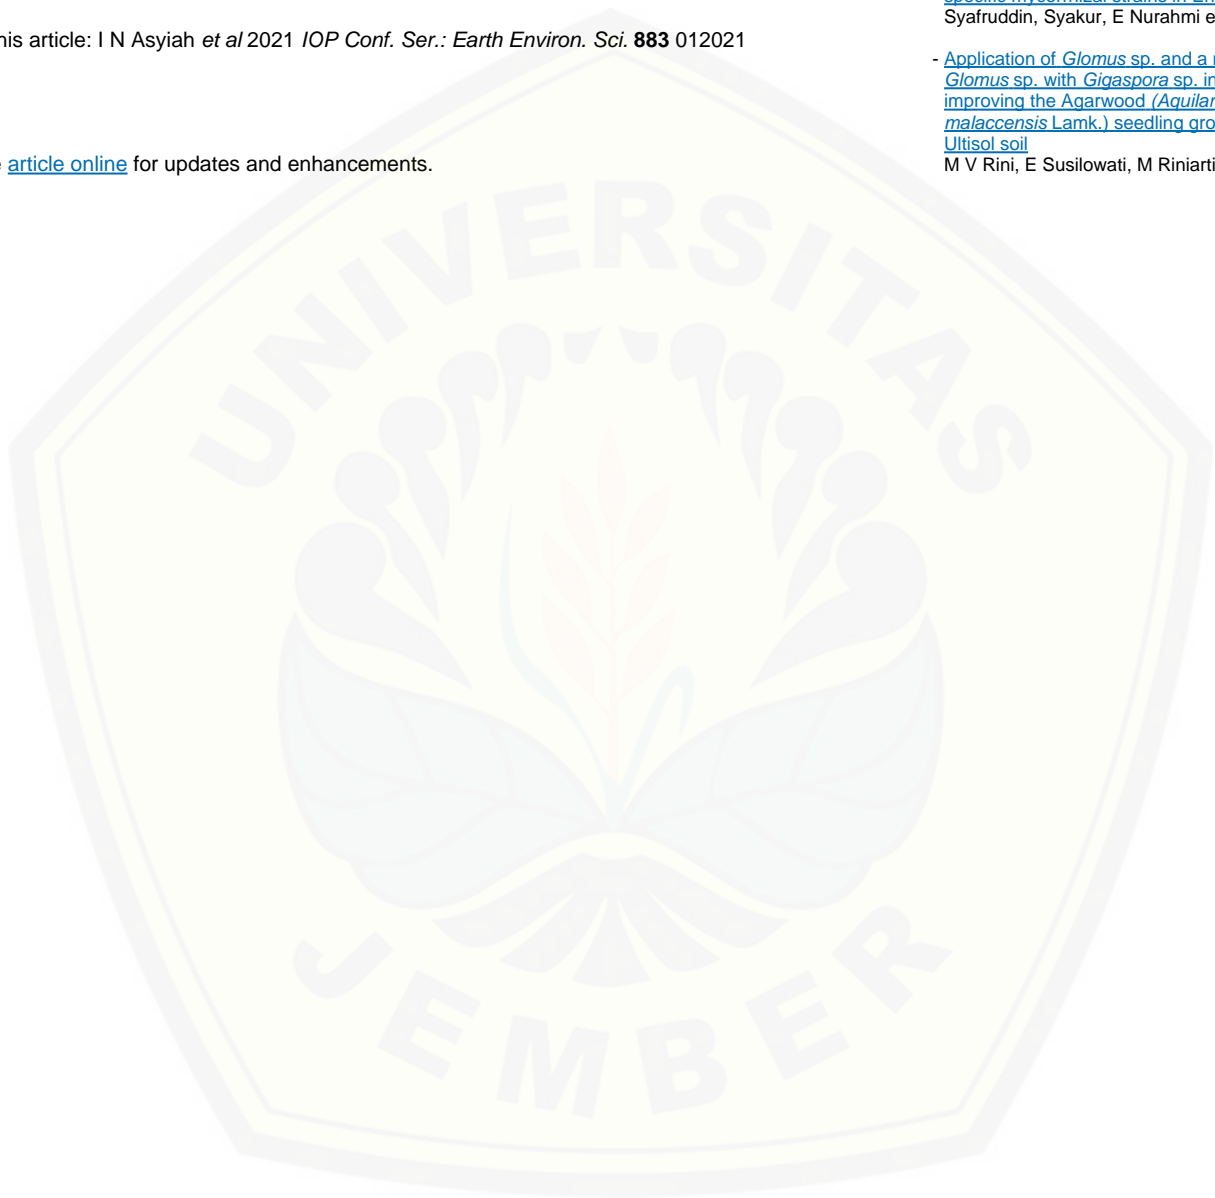 his article: I N Asyiah et al 2021 IOP Conf. Ser.: Earth Environ. Sci. 883 012021
article online for updates and enhancements.
Syafruddin, Syakur, E Nurahmi e
- Application of Glomus sp. and a
Glomus sp. with Gigaspora sp. in
improving the Agarwood (Aquilar
malaccensis Lamk.) seedling gro
Ultisol soil
M V Rini, E Susilowati, M Riniarti
UNIVERSITAS
JEMBER